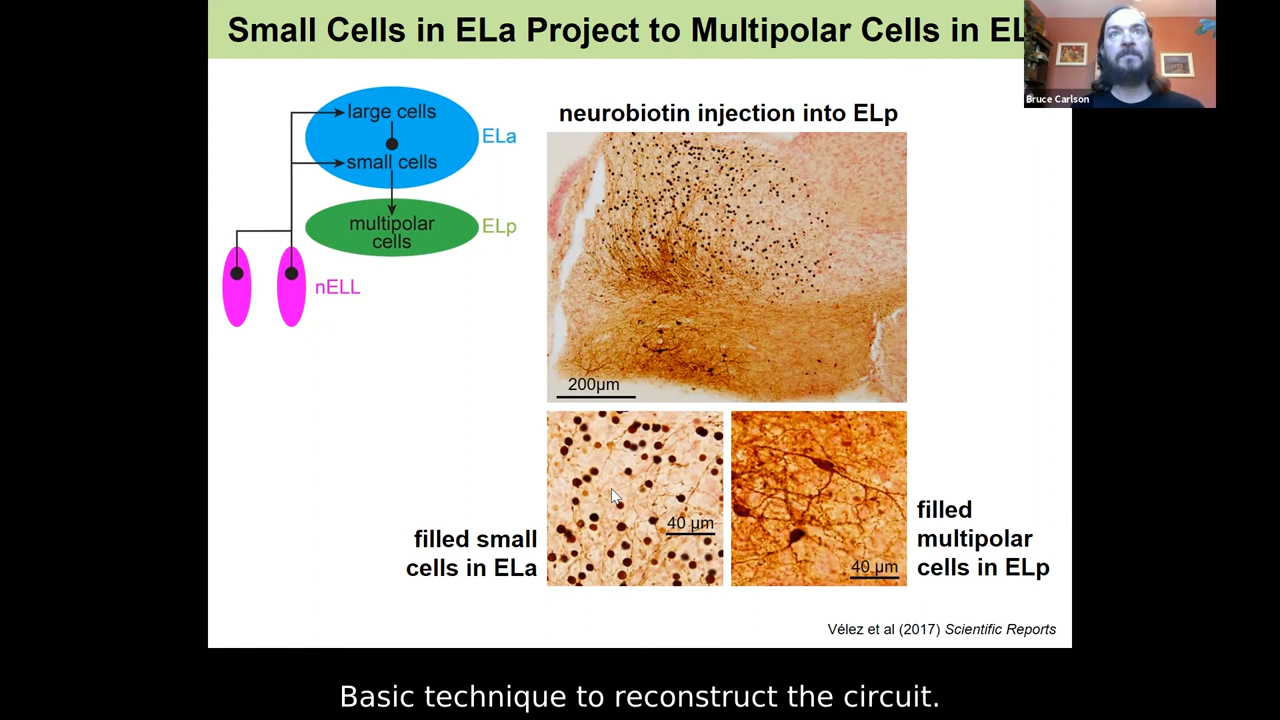 Small Cells in ELa Project to Multipolar Cells in EL
Bruce Carlson
large cells
ELa
small cells
multipolar
cells
ELp
nELL
neurobiotin injection into ELp
200µm
40 µm
40 µm
filled small
cells in ELa
filled
multipolar
cells in ELp
Vélez et al (2017) Scientific Reports
Basic technique to reconstruct the circuit.